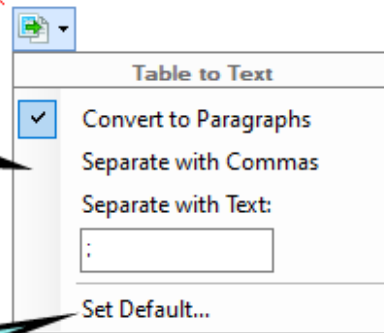 Table to Text
Convert to Paragraphs
Separate with Commas
Separate with Text:
;
Set Default...